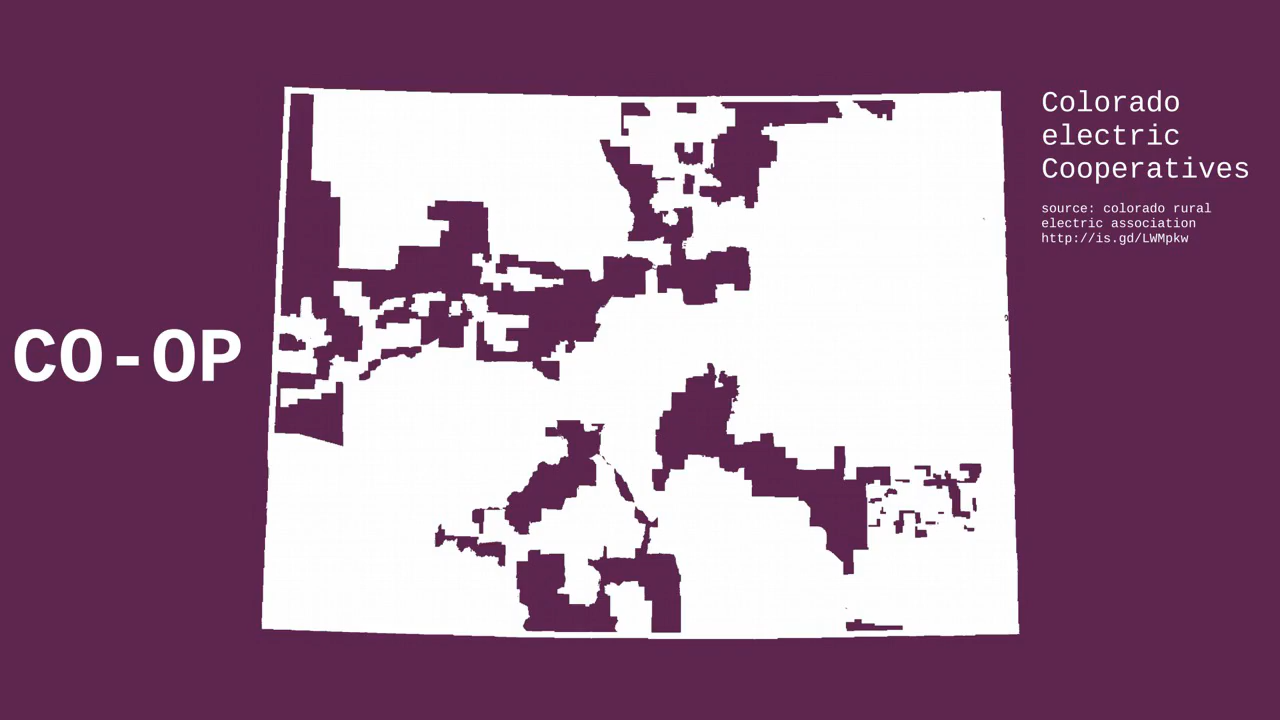 CO-OP
Colorado
electric
Cooperatives
source: colorado rural
electric association
http://is.gd/LWMpkw